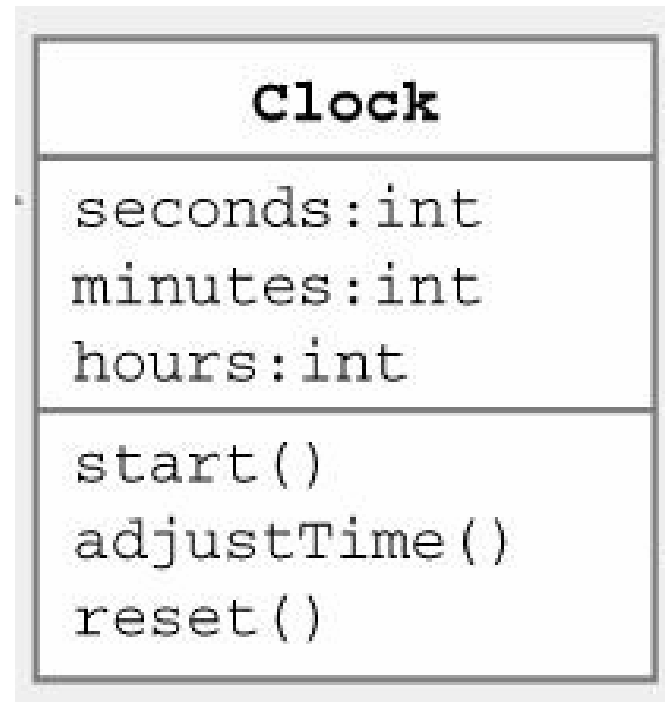 Clock
seconds:int
minutes:int
hours:int
start()
adjustTime()
reset()